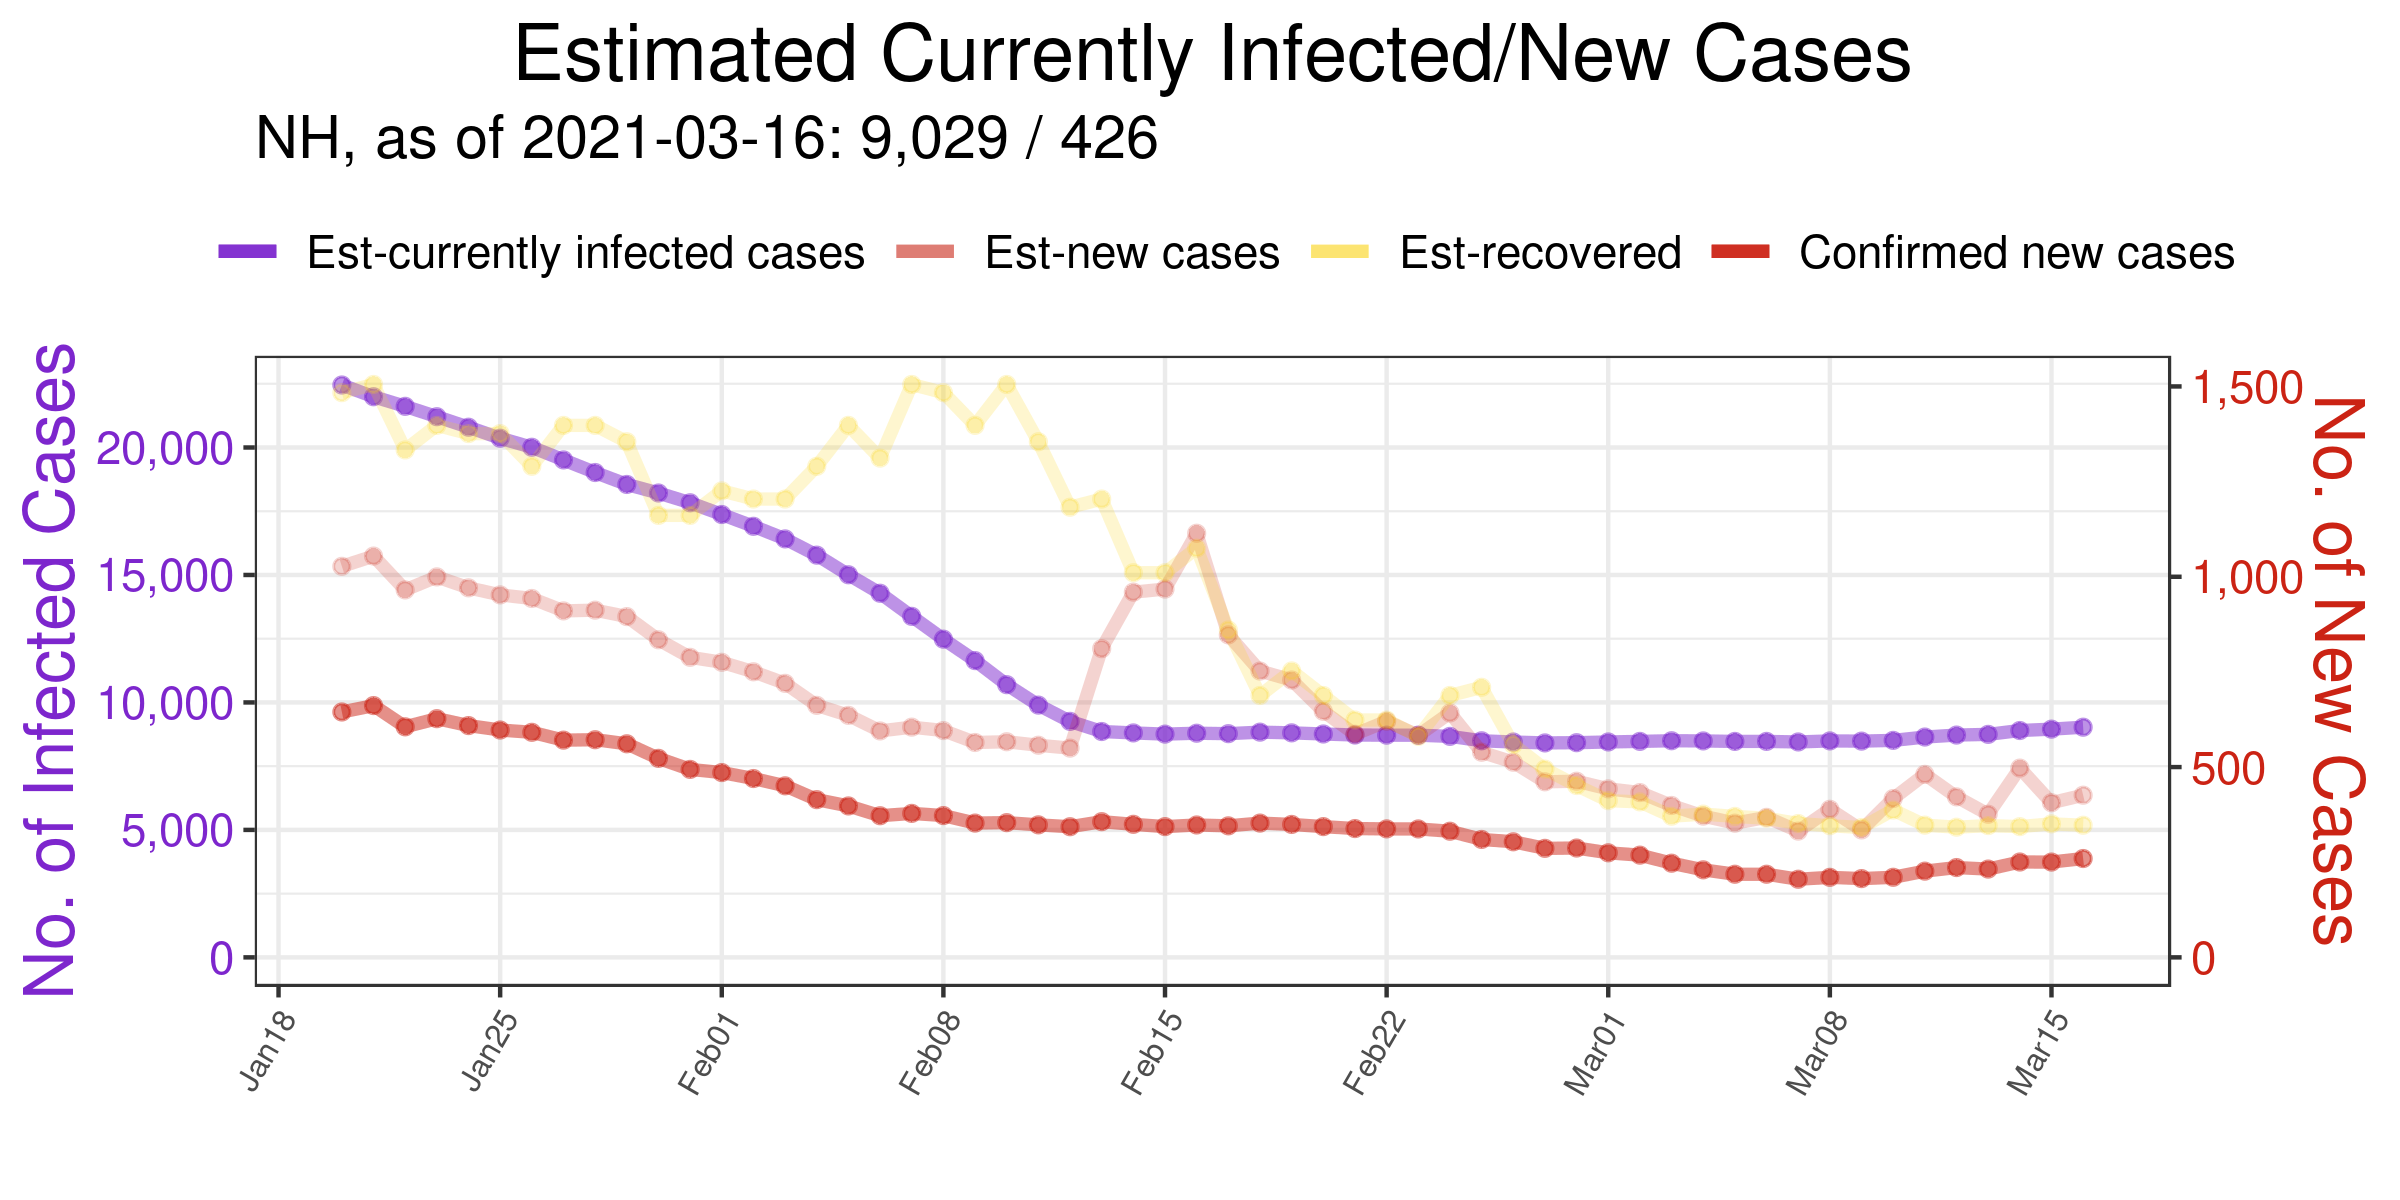 Estimated Currently Infected/New Cases
NH, as of 2021-03-16: 9,029 / 426
Est-currently infected cases
Est-new cases
Est-recovered
Confirmed new cases
No. of Infected Cases
20,000
15,000
10,000
5,000
0
1,500
1,000
500
0
No. of New Cases
Jan18
Jan25
Feb01
Feb08
Feb15
Feb22
Mar01
Mar08
Mar15